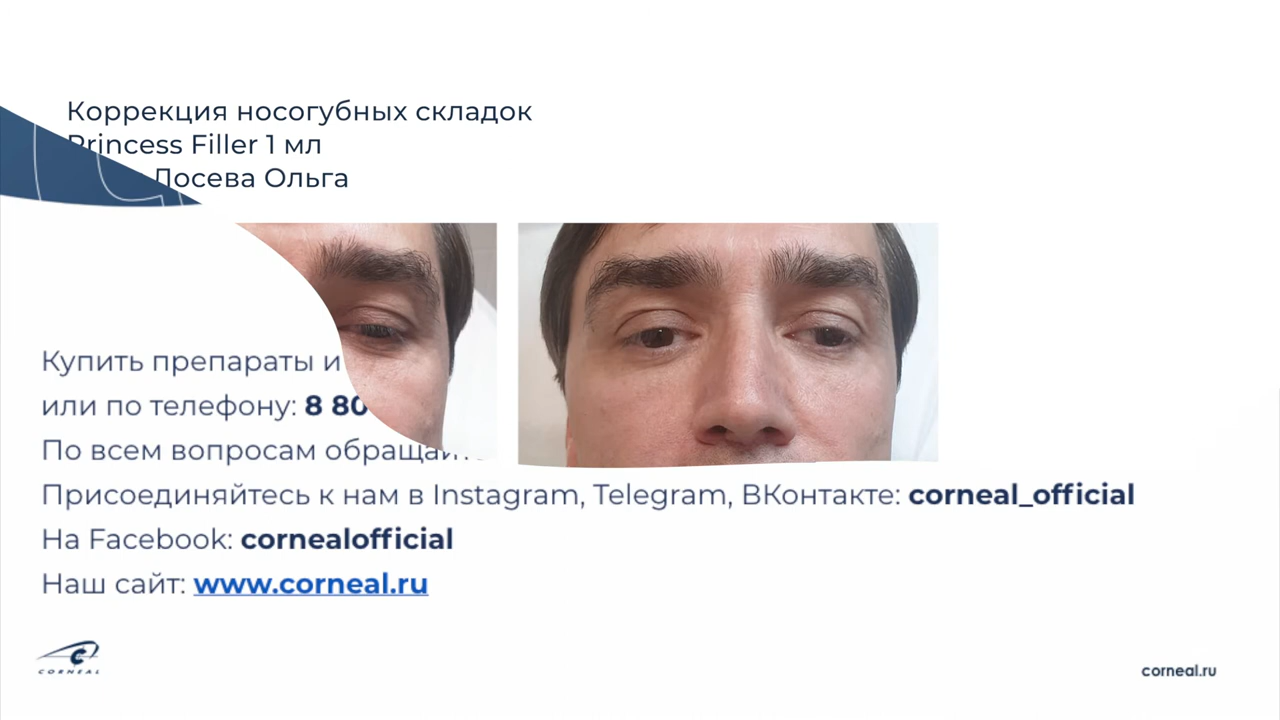 Коррекция носогубных складок
Princess Filler 1 мл
Лосева Ольга
Купить препараты и
или по телефону: 8 80
По всем вопросам
Присоединяйтесь к нам в Instagram, Telegram, ВКонтакте: corneal_official
На Facebook: cornealofficial
Наш сайт: www.corneal.ru
CORNEAL
corneal.ru